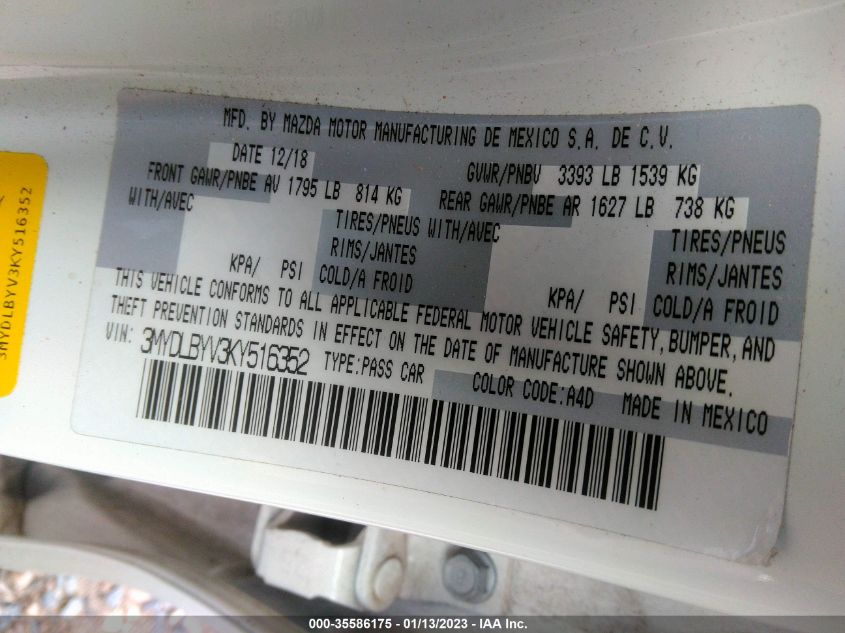 MFD. BY MAZDA MOTOR MANUFACTURING DE MEXICO S.A. DE C.V.
DATE 12/18
GVWR/PNBV 3393 LB 1539 KG
FRONT GAWR/PNBE AV 1795 LB 814 KG
REAR GAWR/PNBE AR 1627 LB 738 KG
WITH/AVEC
TIRES/PNEUS WITH/AVEC
TIRES/PNEUS
RIMS/JANTES
RIMS/JANTES
KPA/ PSI COLD/A FROID
KPA/ PSI COLD/A FROID
THIS VEHICLE CONFORMS TO ALL APPLICABLE FEDERAL MOTOR VEHICLE SAFETY, BUMPER, AND
THEFT PREVENTION STANDARDS IN EFFECT ON THE DATE OF MANUFACTURE SHOWN ABOVE.
VIN: 3MYDLBYV3KY516352 TYPE:PASS CAR
COLOR CODE:A4D MADE IN MEXICO
3MYDLBYV3KY516352
000-35586175 — 01/13/2023 — IAA Inc.